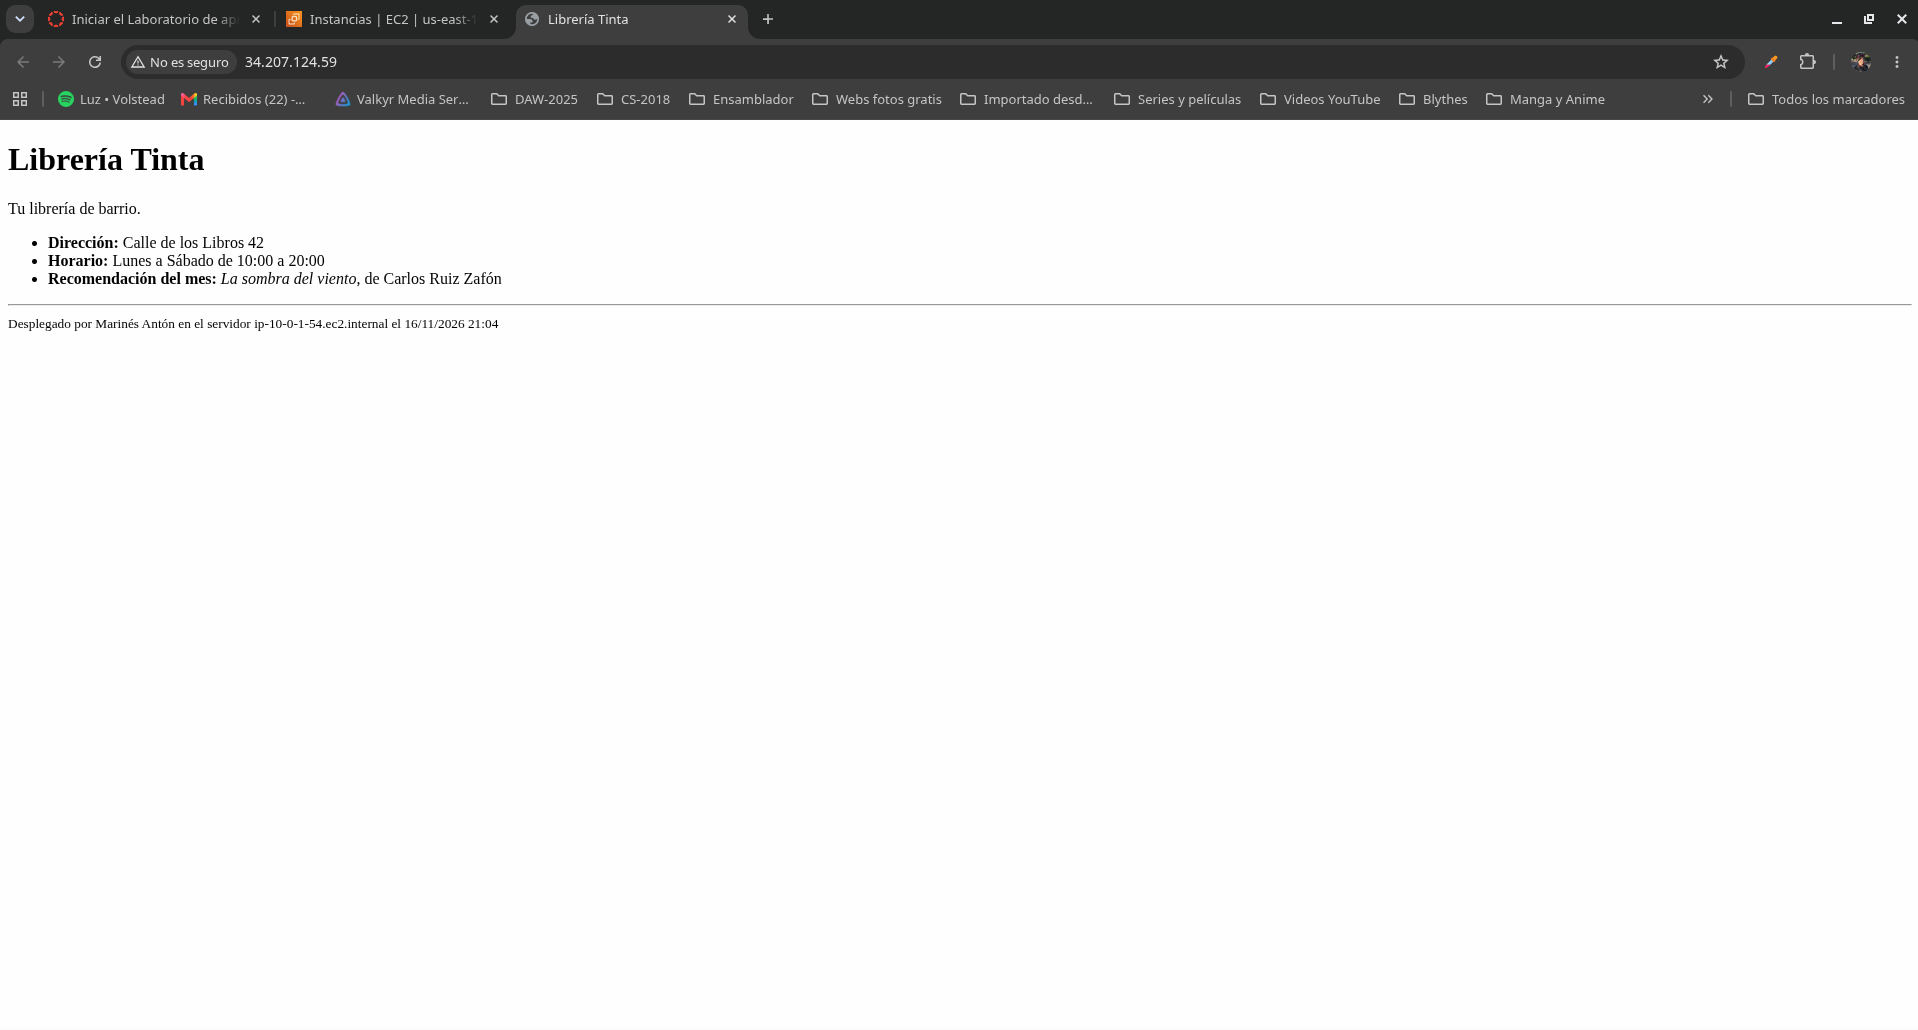 Iniciar el Laboratorio de ap
Instancias | EC2 | us-east-1
Librería Tinta
No es seguro
34.207.124.59
Luz • Volstead
Recibidos (22) -...
Valkyr Media Ser...
DAW-2025
CS-2018
Ensamblador
Webs fotos gratis
Importado desd...
Series y películas
Videos YouTube
Blythes
Manga y Anime
Todos los marcadores
Librería Tinta
Tu librería de barrio.
Dirección: Calle de los Libros 42
Horario: Lunes a Sábado de 10:00 a 20:00
Recomendación del mes: La sombra del viento, de Carlos Ruiz Zafón
Desplegado por Marinés Antón en el servidor ip-10-0-1-54.ec2.internal el 16/11/2026 21:04